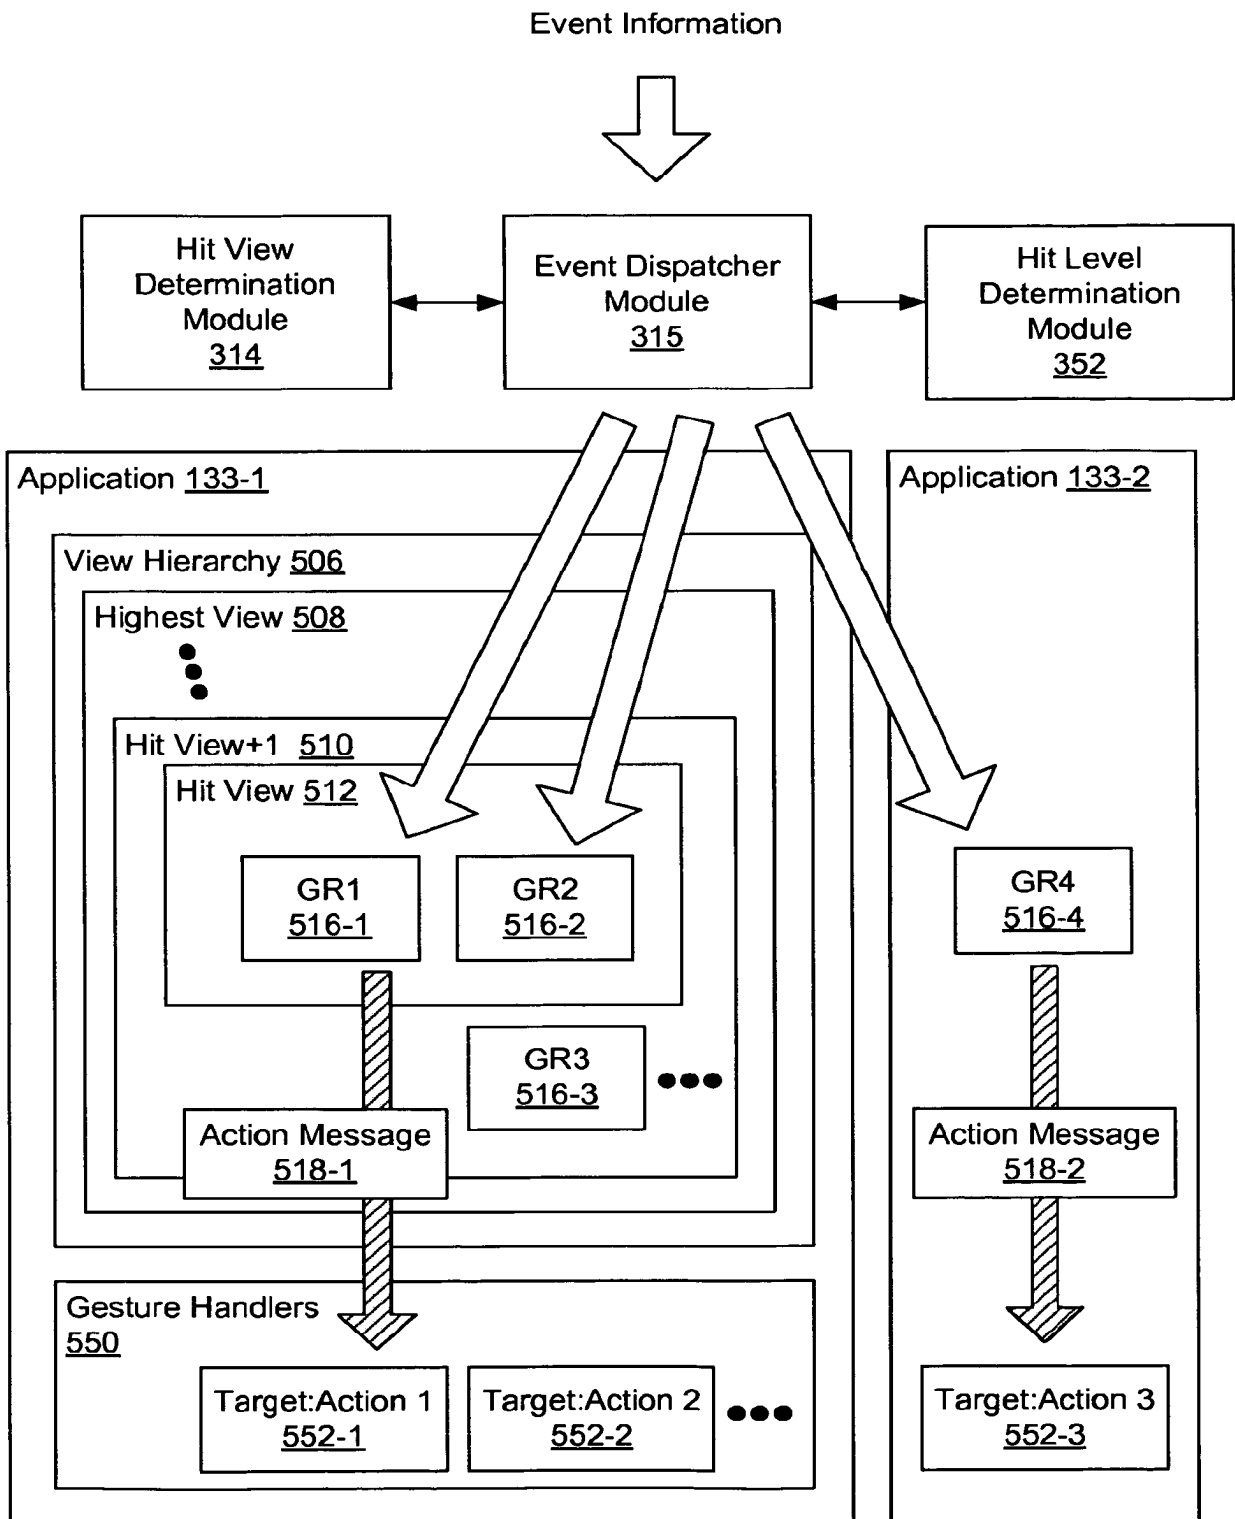 Event Information
Hit View
Determination
Module
314
Event Dispatcher
Module
315
Hit Level
Determination
Module
352
Application 133-1
Application 133-2
View Hierarchy 506
Highest View 508
Hit View+1 510
Hit View 512
GR1
516-1
GR2
516-2
GR4
516-4
GR3
516-3
Action Message
518-1
Action Message
518-2
Gesture Handlers
550
Target:Action 1
552-1
Target:Action 2
552-2
Target:Action 3
552-3